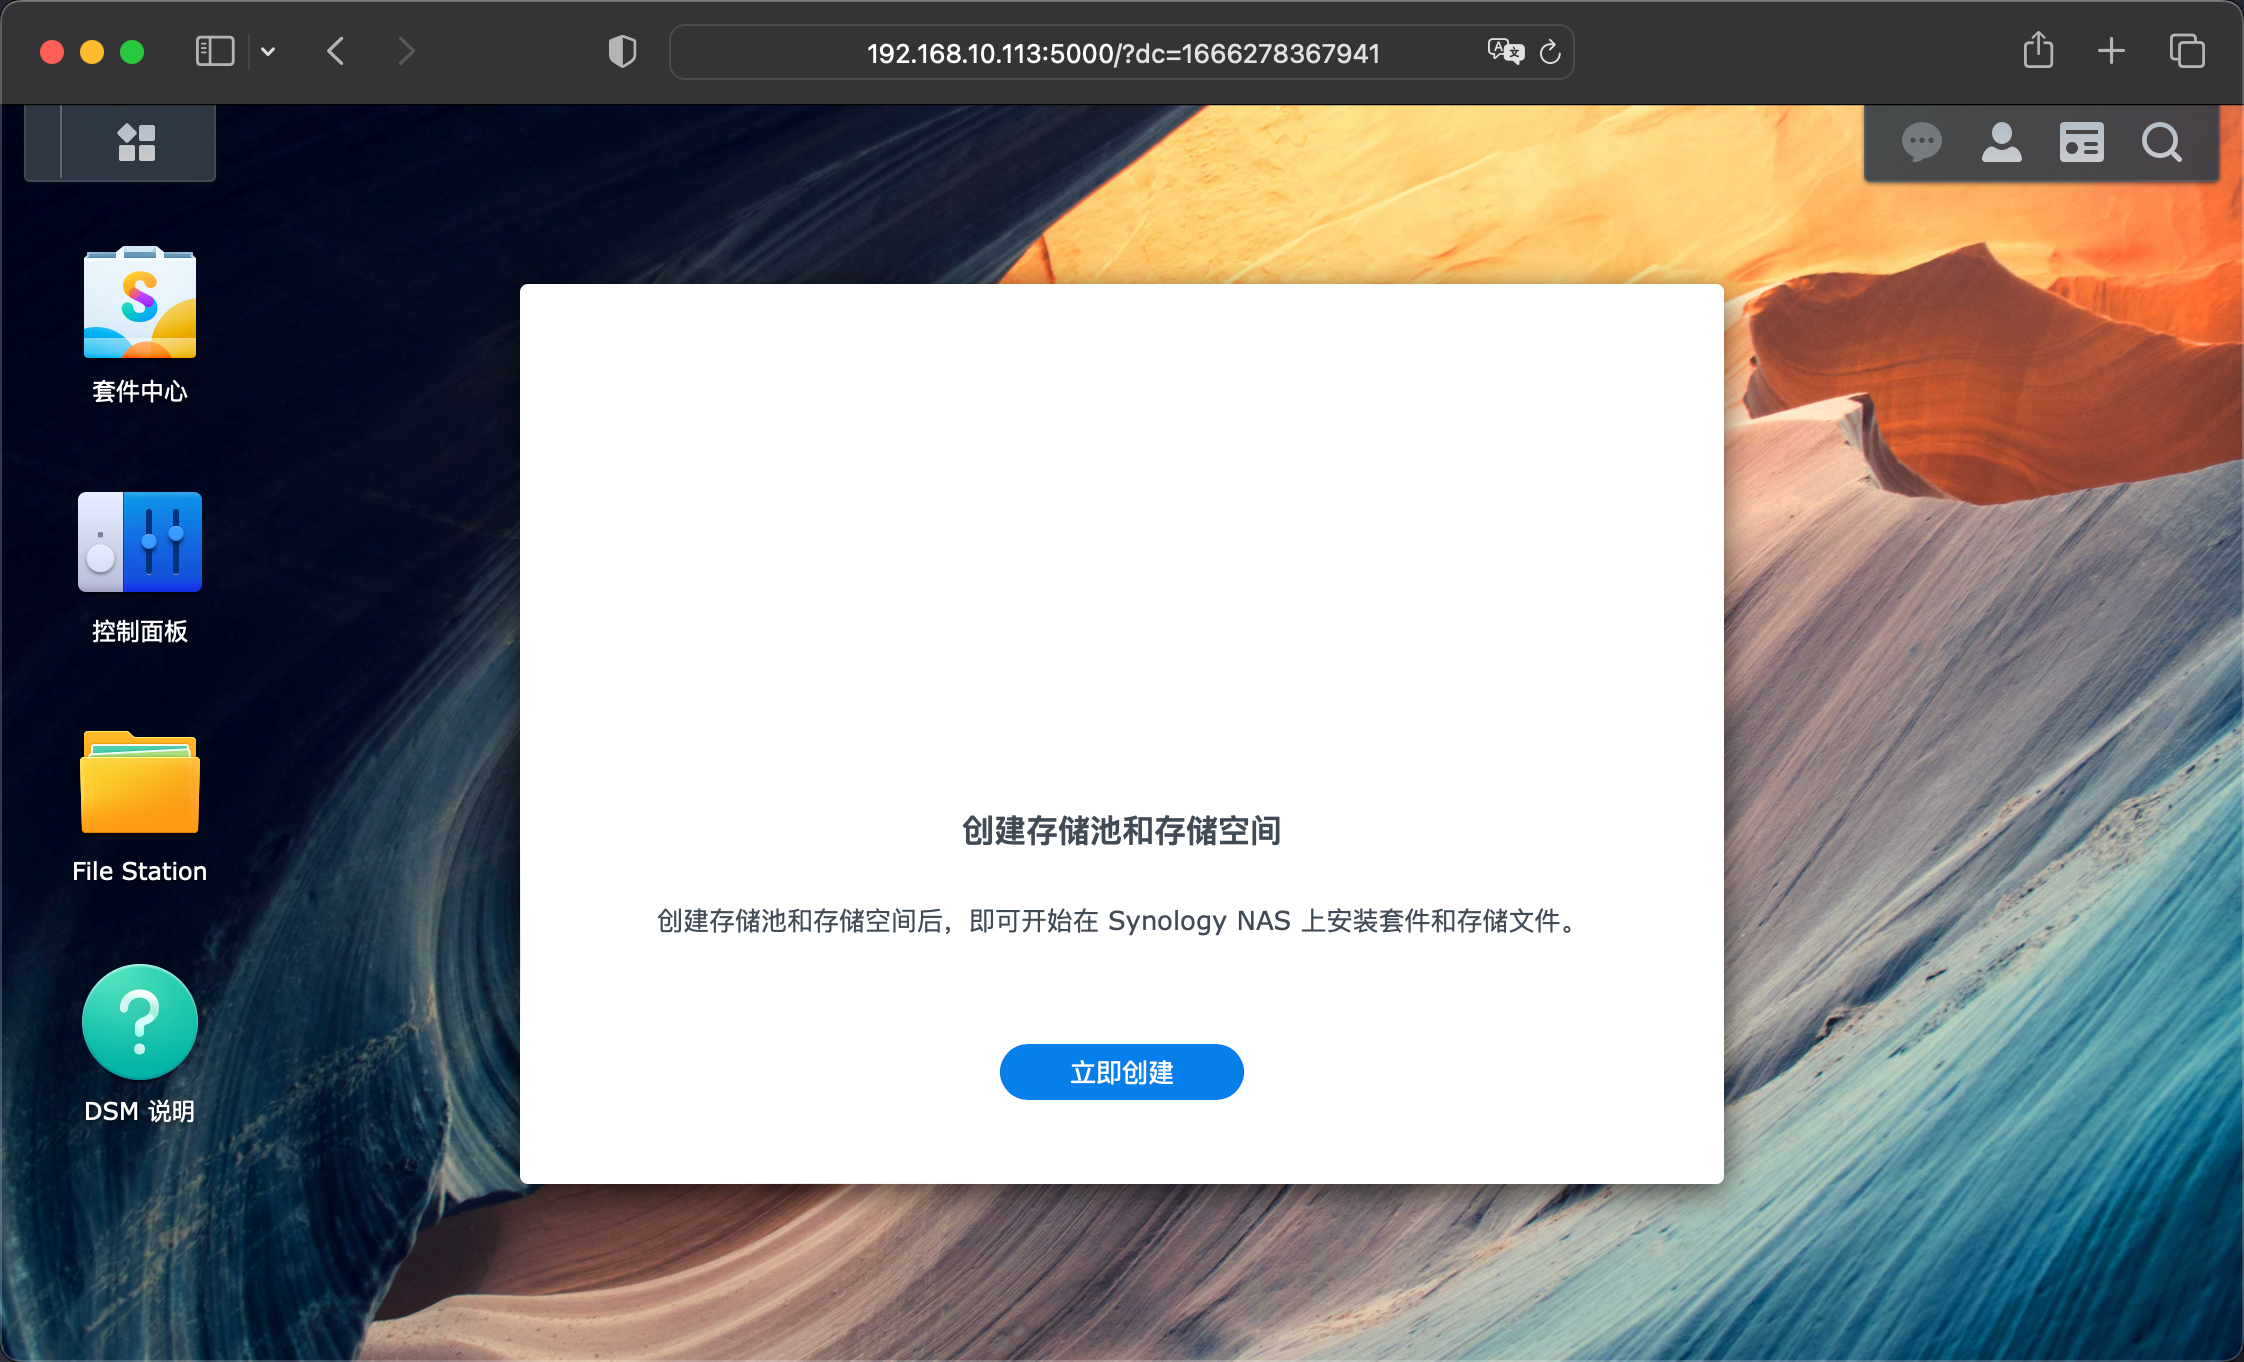 192.168.10.113:5000/?dc=1666278367941
套件中心
控制面板
File Station
DSM 说明
创建存储池和存储空间
创建存储池和存储空间后，即可开始在 Synology NAS 上安装套件和存储文件。
立即创建